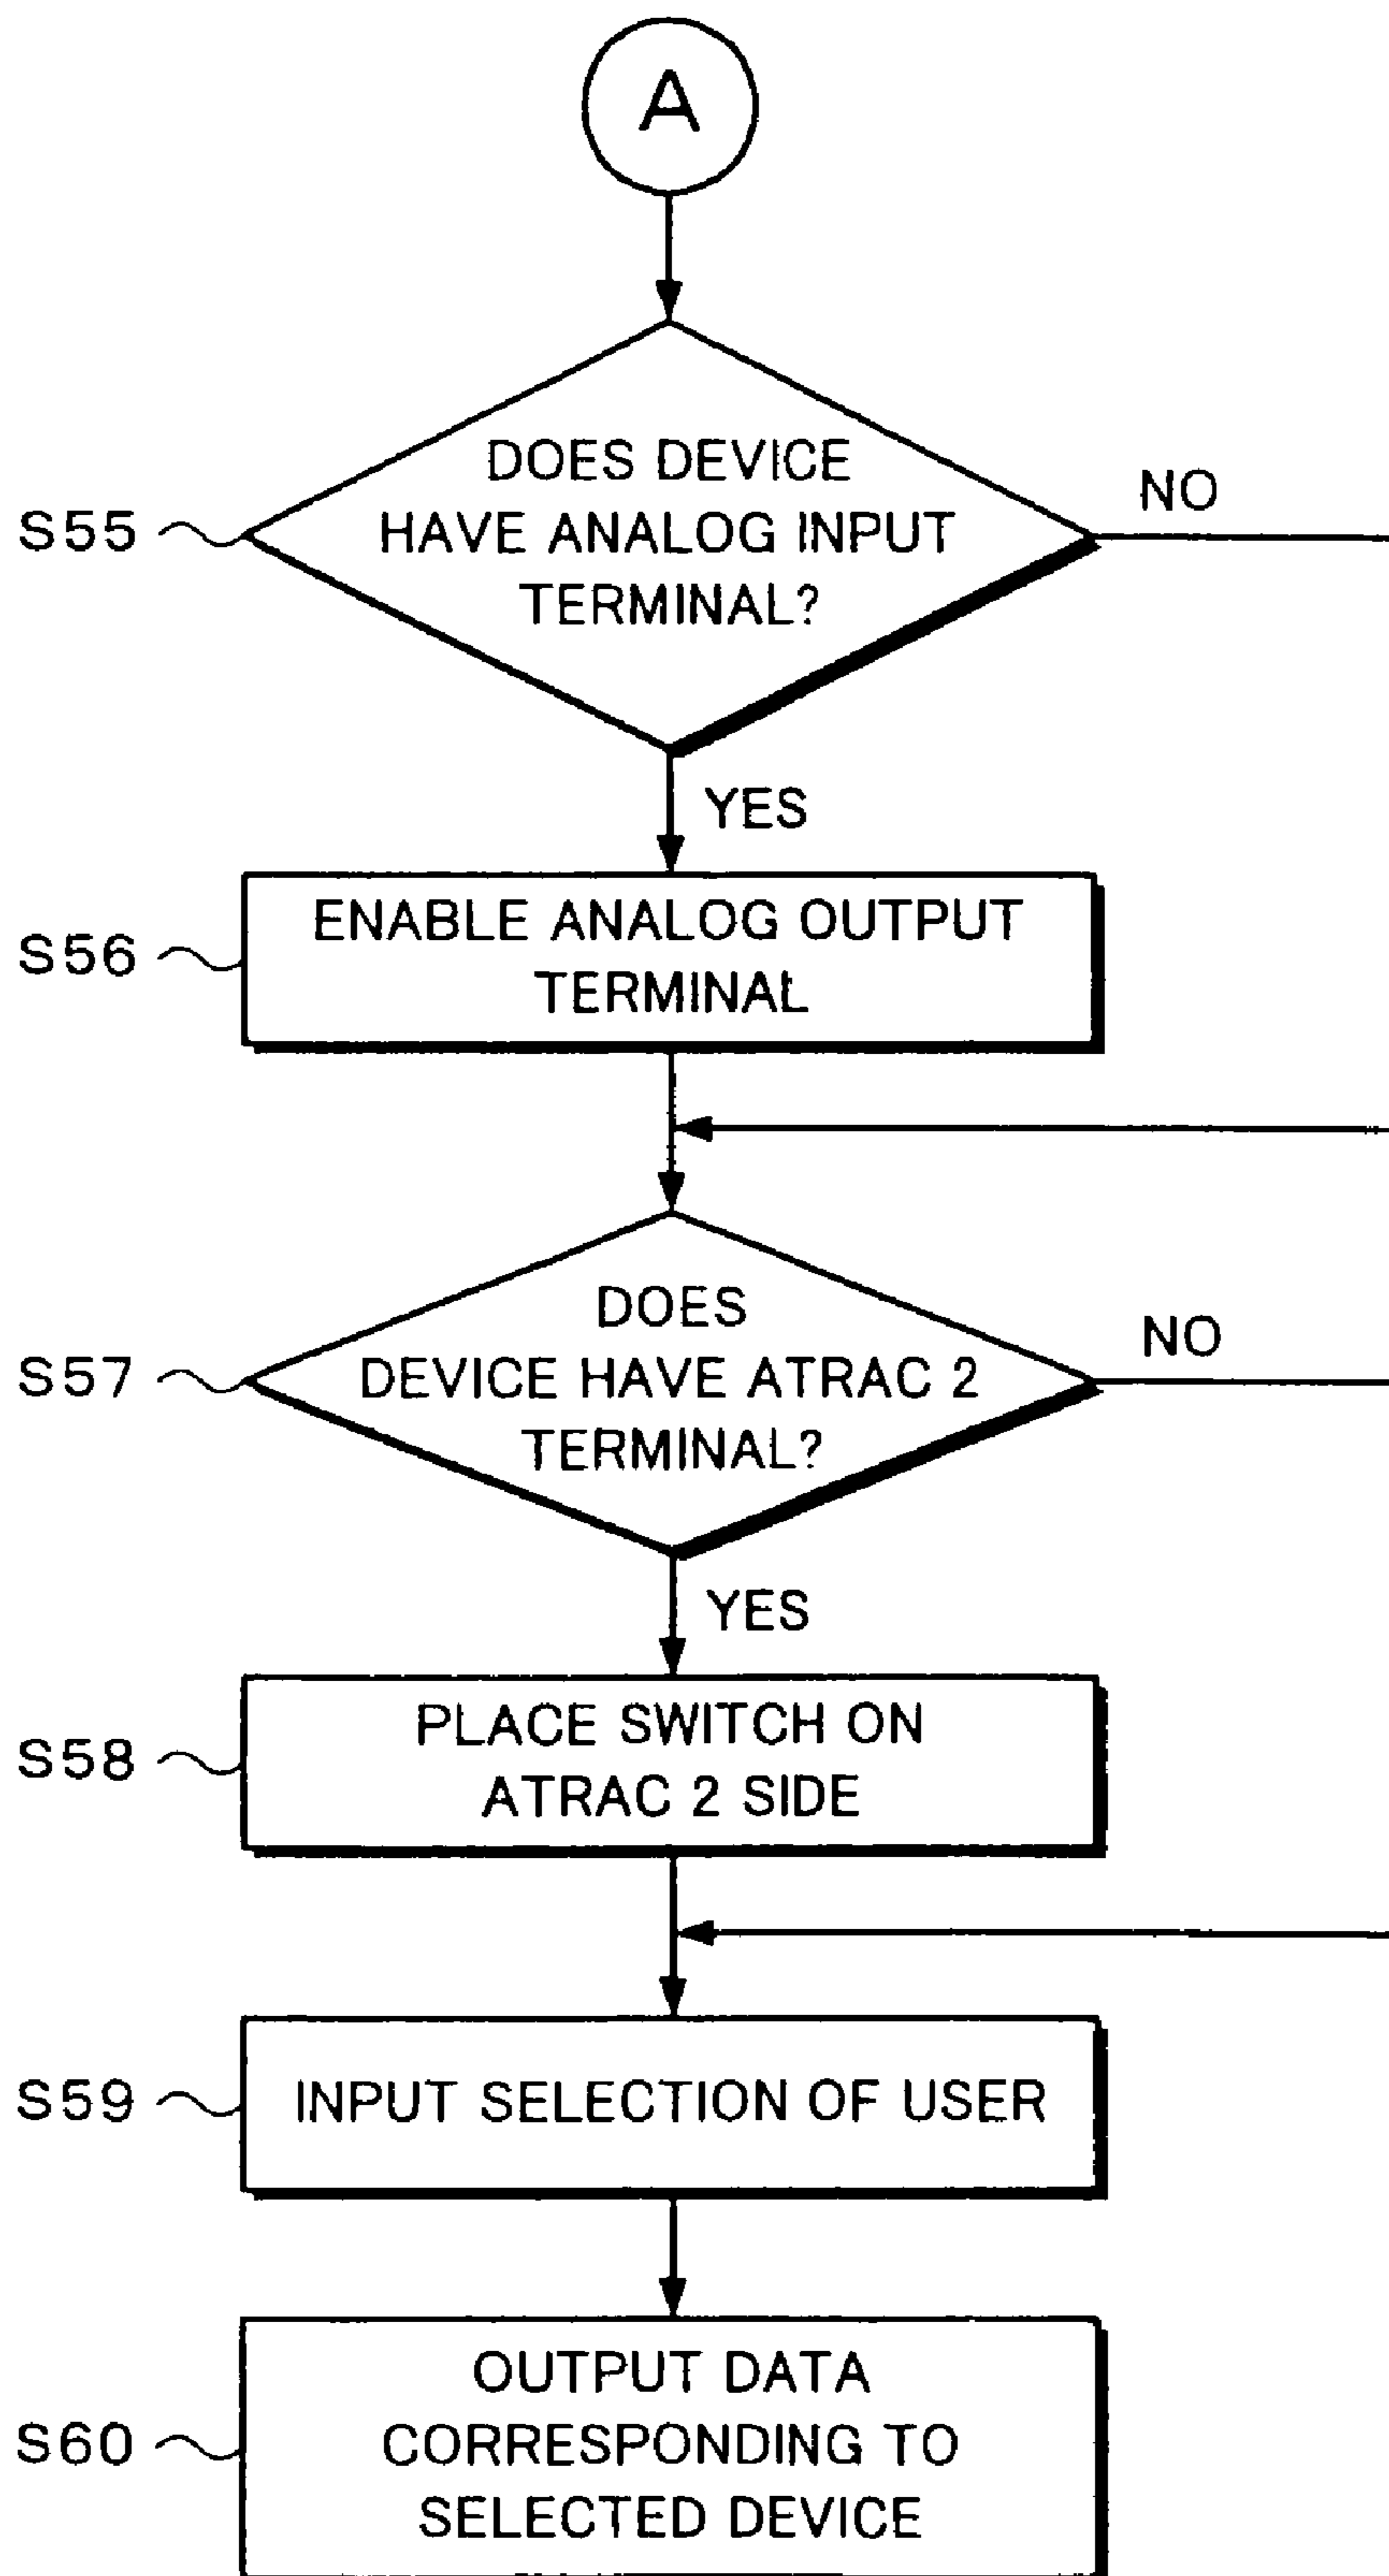 A
DOES DEVICE
HAVE ANALOG INPUT
TERMINAL?
NO
S55
YES
ENABLE ANALOG OUTPUT
TERMINAL
S56
DOES
DEVICE HAVE ATRAC 2
TERMINAL?
NO
S57
YES
PLACE SWITCH ON
ATRAC 2 SIDE
S58
INPUT SELECTION OF USER
S59
OUTPUT DATA
CORRESPONDING TO
SELECTED DEVICE
S60